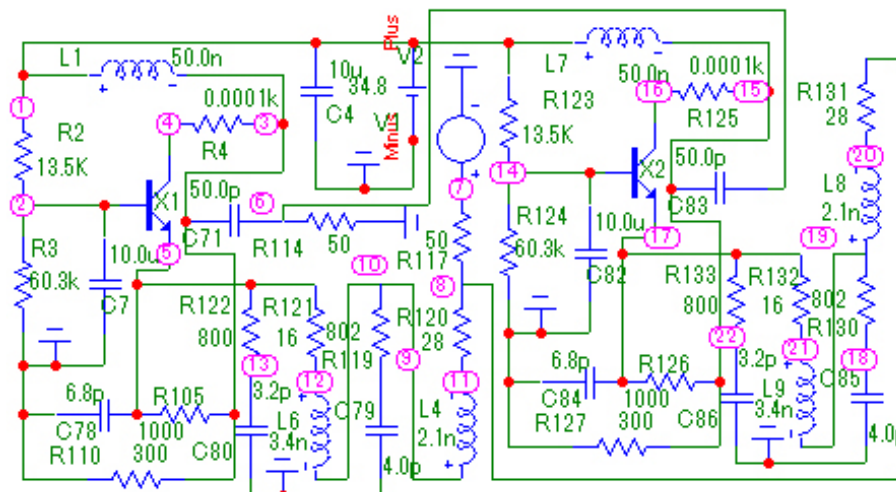 L1
50.0n
Plus
V2
L7
50.0n
0.0001k
R131
28
1
R2
13.5K
4
0.0001k
3
R4
10u
34.8
C4
Minus
R123
13.5K
16
15
R125
20
2
X1
50.0p
6
C71
7
14
X2
50.0p
C83
L8
2.1n
R3
60.3k
10.0u
C7
5
R114
50
10
50
R117
8
R124
60.3k
10.0u
C82
17
19
R133
800
R132
16
802
R130
R122
800
R121
16
802
R119
R120
28
9
22
21
18
13
3.2p
12
11
6.8p
C78
R105
1000
R110
300
C80
L6
3.4n
C79
4.0p
L4
2.1n
6.8p
C84
R126
1000
R127
300
C86
3.2p
L9
3.4n
C85
4.0